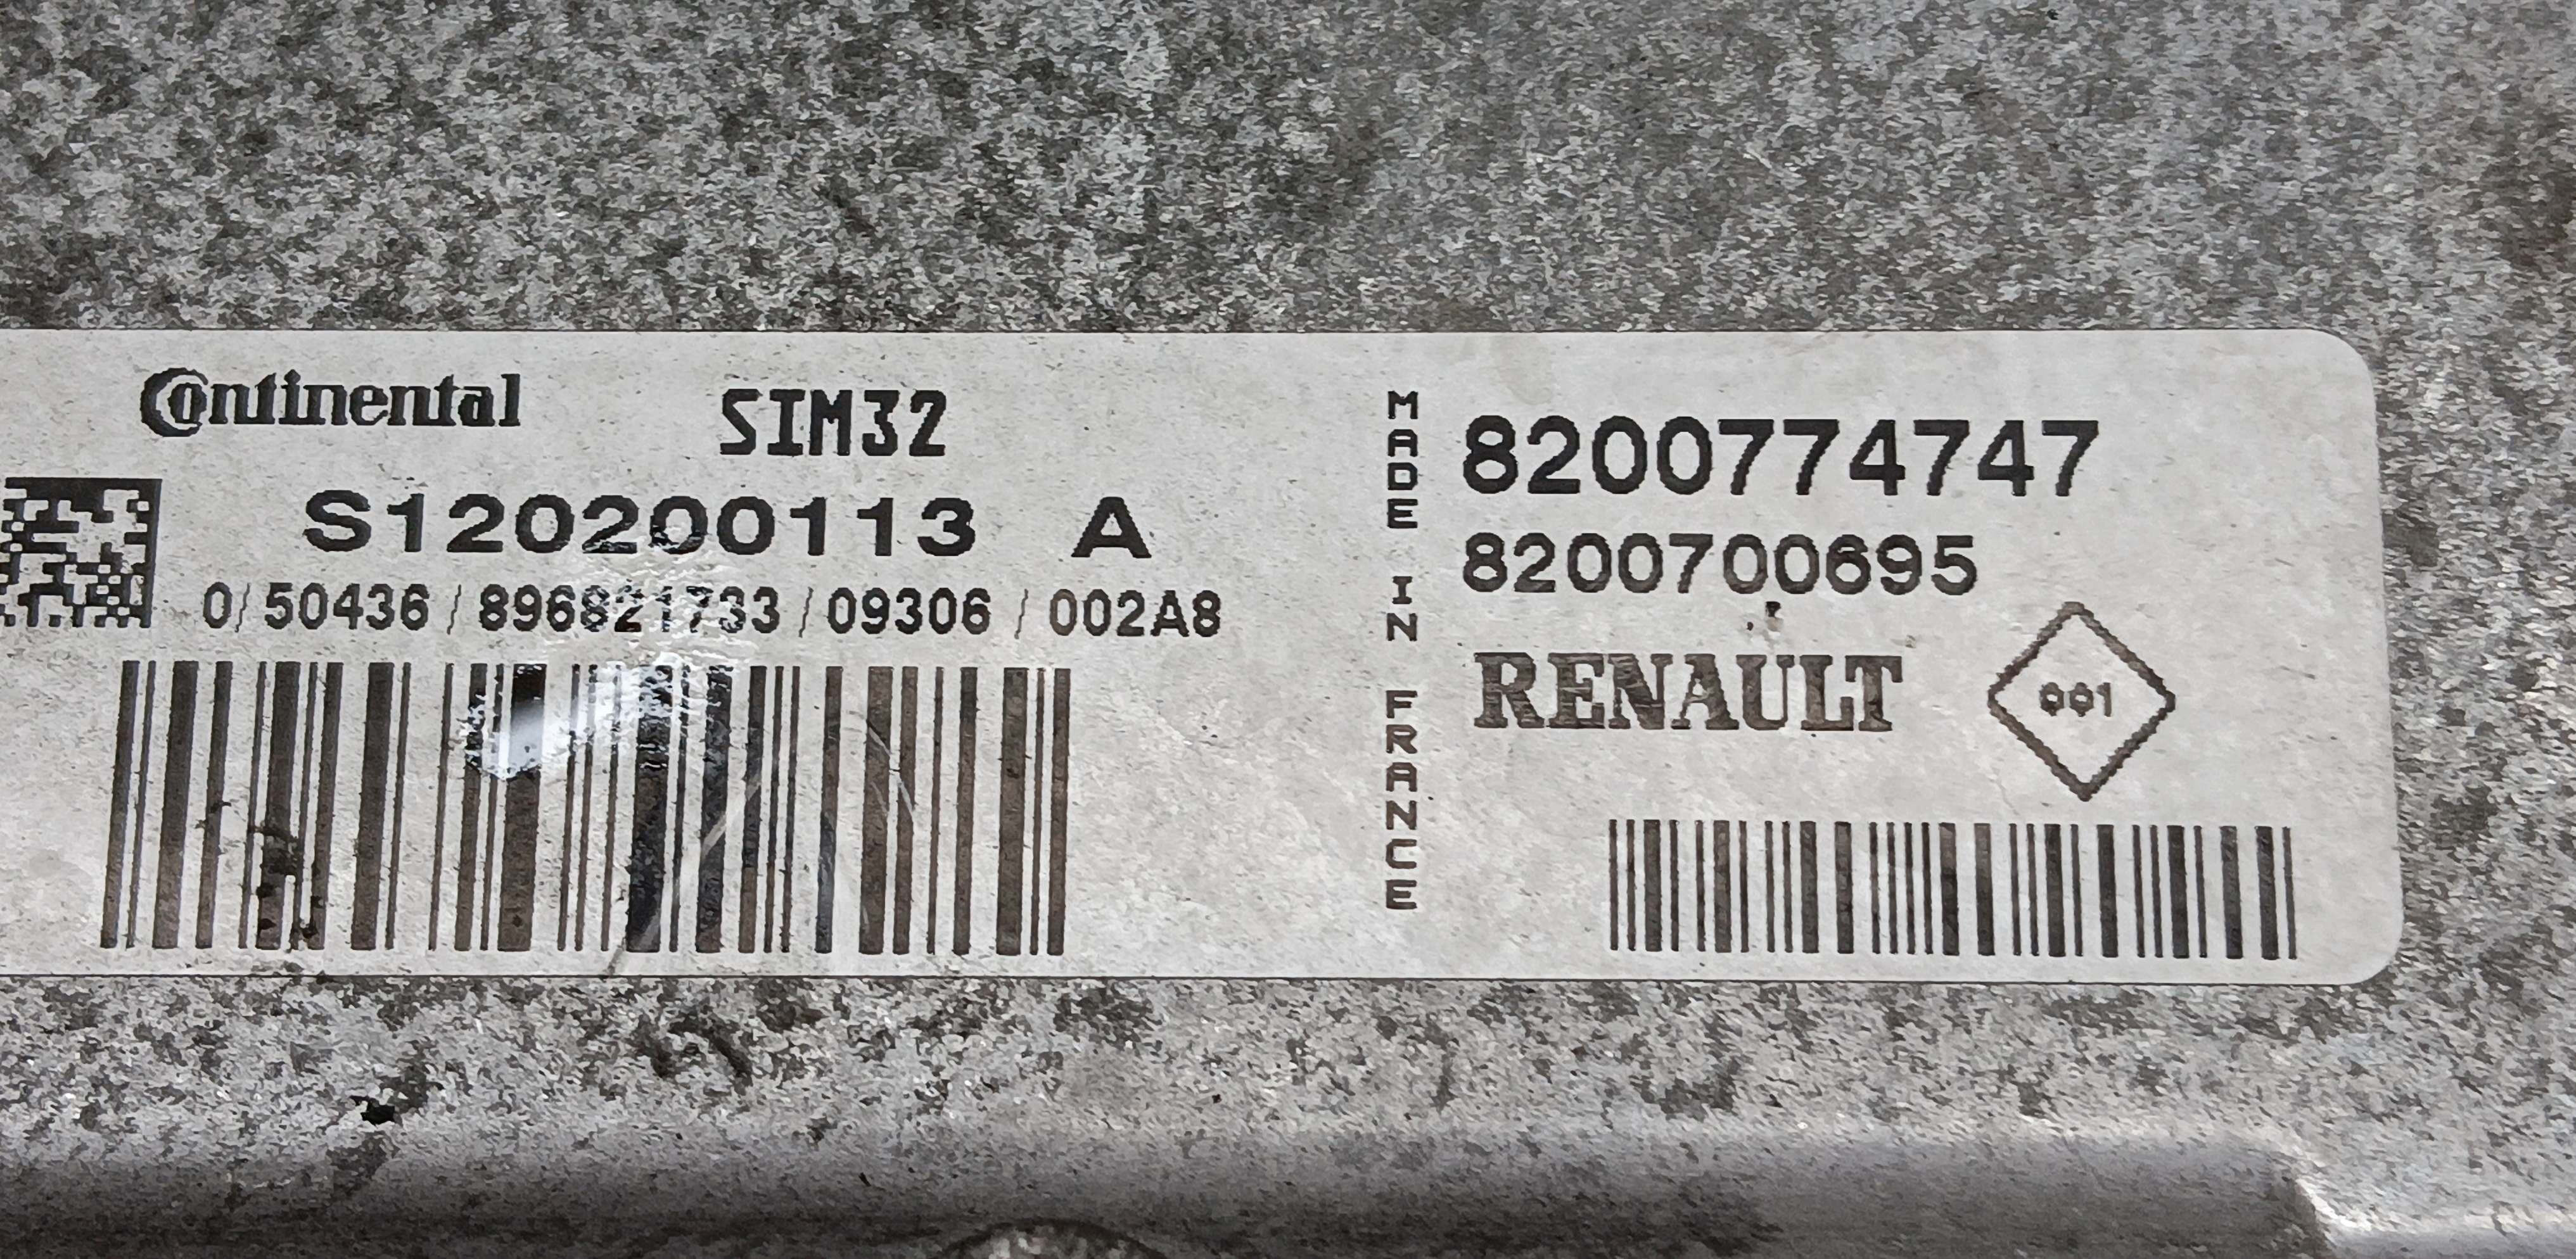 Continental SIM32
S120200113 A
0/50436/896821733/09306/002A8
MADE IN FRANCE
8200774747
8200700695
RENAULT
001